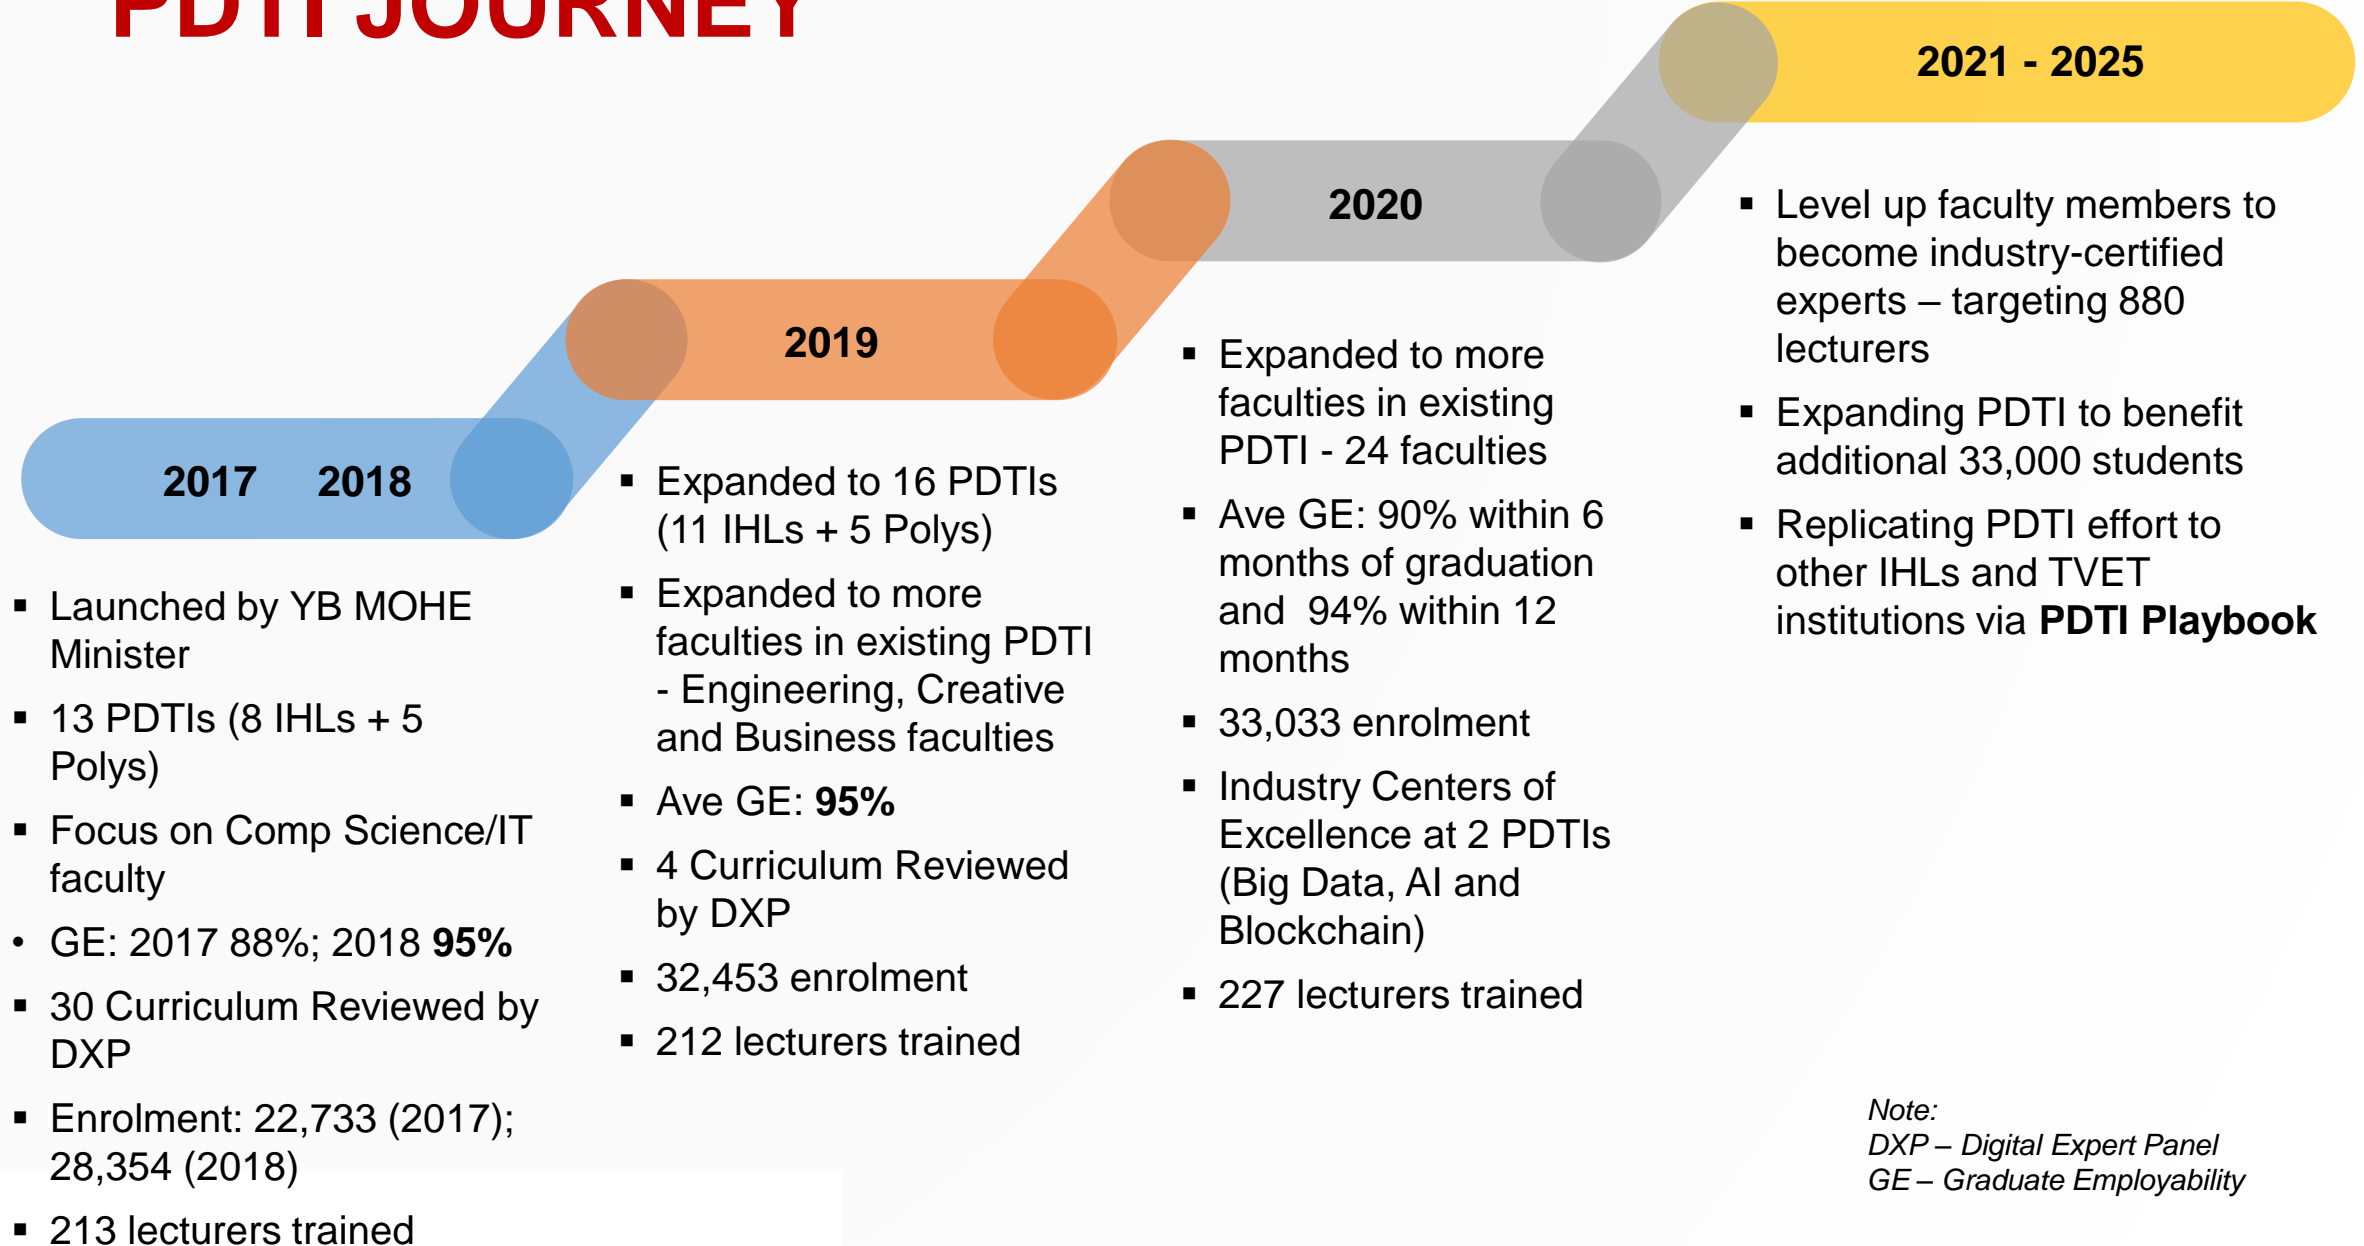 PDTI JOURNEY
2017 2018
▪ Launched by YB MOHE
Minister
▪ 13 PDTIs (8 IHLs + 5
Polys)
▪ Focus on Comp Science/IT
faculty
• GE: 2017 88%; 2018 95%
▪ 30 Curriculum Reviewed by
DXP
▪ Enrolment: 22,733 (2017);
28,354 (2018)
▪ 213 lecturers trained
2019
▪ Expanded to 16 PDTIs
(11 IHLs + 5 Polys)
▪ Expanded to more
faculties in existing PDTI
- Engineering, Creative
and Business faculties
▪ Ave GE: 95%
▪ 4 Curriculum Reviewed
by DXP
▪ 32,453 enrolment
▪ 212 lecturers trained
2020
▪ Expanded to more
faculties in existing
PDTI - 24 faculties
▪ Ave GE: 90% within 6
months of graduation
and 94% within 12
months
▪ 33,033 enrolment
▪ Industry Centers of
Excellence at 2 PDTIs
(Big Data, AI and
Blockchain)
▪ 227 lecturers trained
2021 - 2025
▪ Level up faculty members to
become industry-certified
experts – targeting 880
lecturers
▪ Expanding PDTI to benefit
additional 33,000 students
▪ Replicating PDTI effort to
other IHLs and TVET
institutions via PDTI Playbook
Note:
DXP – Digital Expert Panel
GE – Graduate Employability